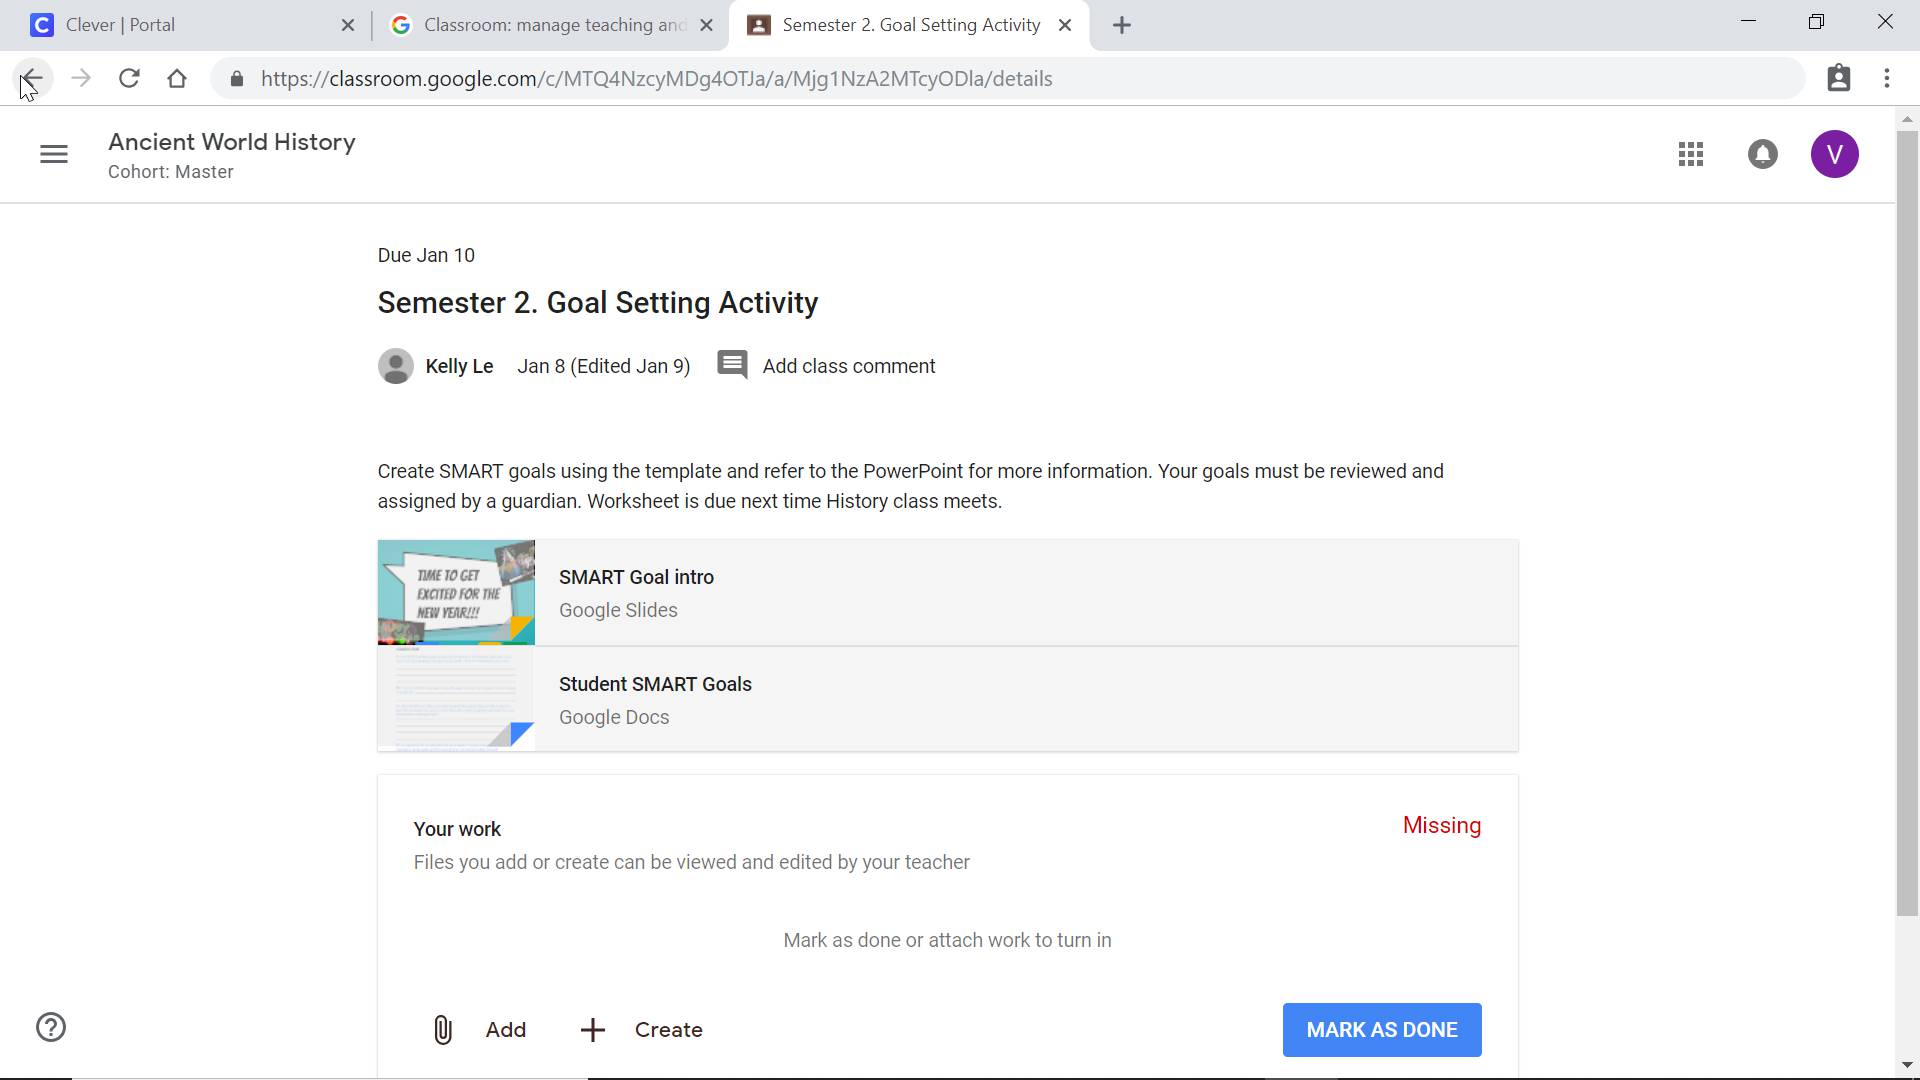 Clever | Portal
Classroom: manage teaching and
Semester 2. Goal Setting Activity
https://classroom.google.com/c/MTQ4NzcyMDg4OTJa/a/Mjg1NzA2MTcyODla/details
Ancient World History
Cohort: Master
V
Due Jan 10
Semester 2. Goal Setting Activity
Kelly Le Jan 8 (Edited Jan 9) Add class comment
Create SMART goals using the template and refer to the PowerPoint for more information. Your goals must be reviewed and
assigned by a guardian. Worksheet is due next time History class meets.
TIME TO GET
EXCITED FOR THE
NEW YEAR!!!
SMART Goal intro
Google Slides
Student SMART Goals
Google Docs
Your work
Missing
Files you add or create can be viewed and edited by your teacher
Mark as done or attach work to turn in
Add
Create
MARK AS DONE